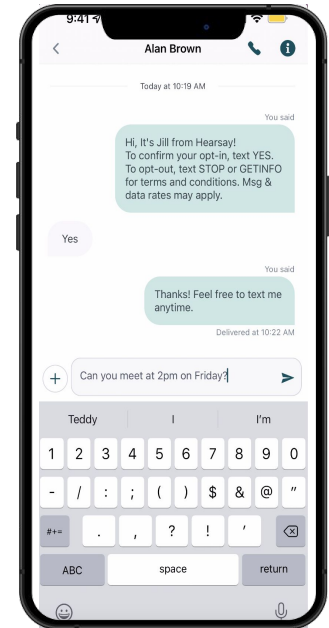 9:41
Alan Brown
Today at 10:19 AM
You said
Hi, It's Jill from Hearsay!
To confirm your opt-in, text YES.
To opt-out, text STOP or GETINFO
for terms and conditions. Msg &
data rates may apply.
Yes
You said
Thanks! Feel free to text me
anytime.
Delivered at 10:22 AM
Can you meet at 2pm on Friday?
Teddy I I'm
1 2 3 4 5 6 7 8 9 0
- / : ; ( ) $ & @ "
#+= . , ? ! '
ABC space return